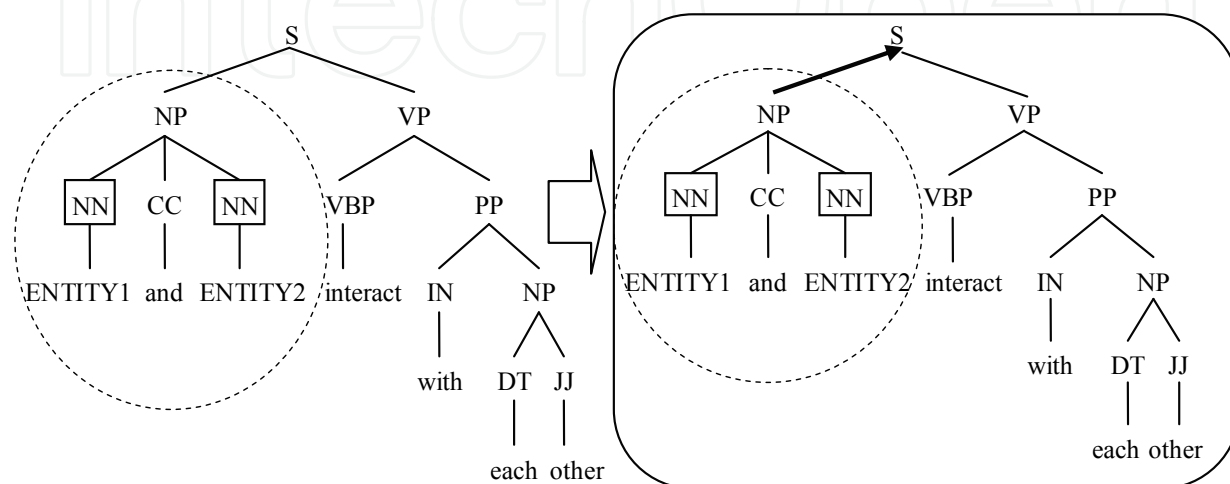 IntechOpen
S S
NP VP NP VP
NN CC NN VBP PP NN CC NN VBP PP
ENTITY1 and ENTITY2 interact IN NP ENTITY1 and ENTITY2 interact IN NP
with DT JJ with DT JJ
each other each other